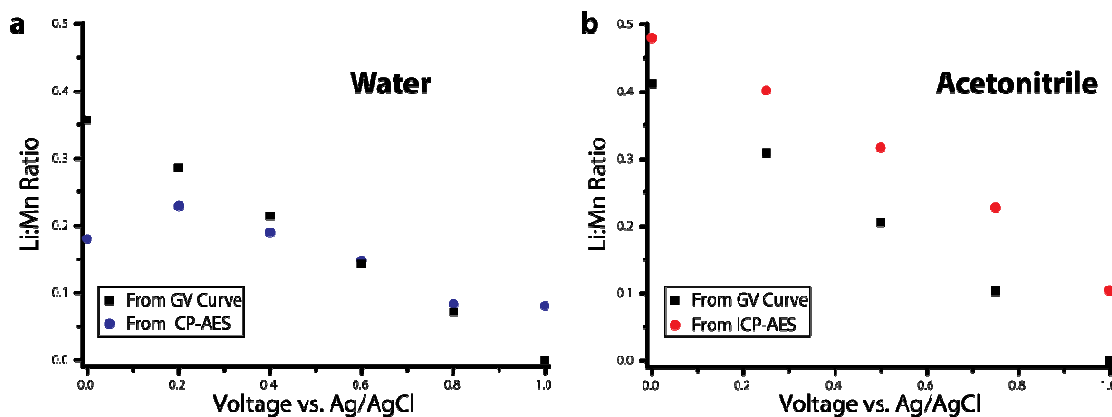 a
Water
Li:Mn Ratio
0.5
0.4
0.3
0.2
0.1
0.0
From GV Curve
From CP-AES
0.0 0.2 0 4 0.6 0.8 1.0
Voltage vs. Ag/AgCl
b
Acetonitrile
Li:Mn Ratio
0.5
0.4
0.3
0.2
0.1
0.0
From GV Curve
From ICP-AES
0.0 0.2 0.4 0.6 0.8 1.0
Voltage vs. Ag/AgCl